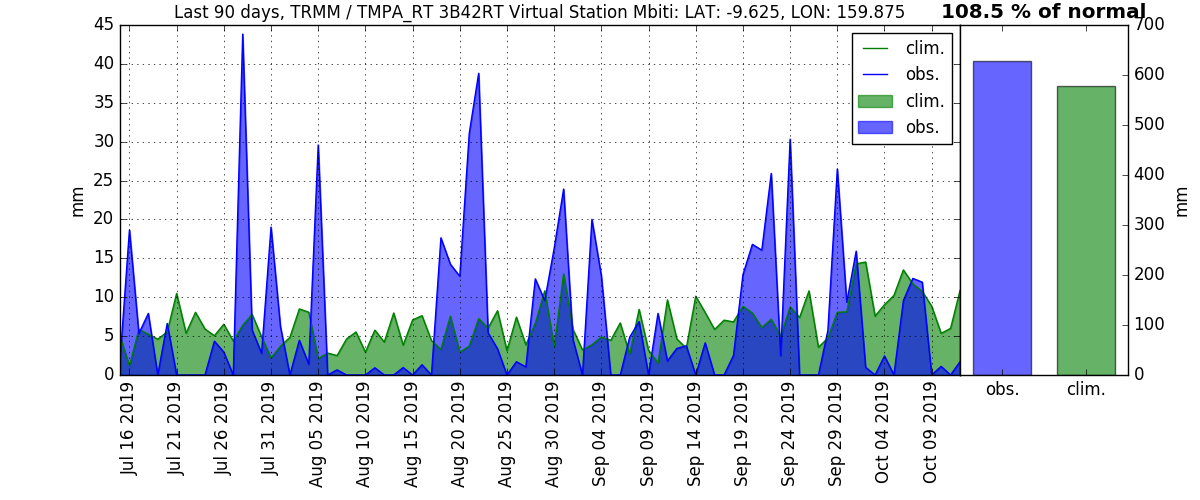 Last 90 days, TRMM / TMPA_RT 3B42RT Virtual Station Mbiti: LAT: -9.625, LON: 159.875
108.5 % of normal
45
40
35
30
25
20
15
10
5
0
mm
clim.
obs.
clim.
obs.
Jul 16 2019
Jul 21 2019
Jul 26 2019
Jul 31 2019
Aug 05 2019
Aug 10 2019
Aug 15 2019
Aug 20 2019
Aug 25 2019
Aug 30 2019
Sep 04 2019
Sep 09 2019
Sep 14 2019
Sep 19 2019
Sep 24 2019
Sep 29 2019
Oct 04 2019
Oct 09 2019
700
600
500
400
300
200
100
0
mm
obs.
clim.